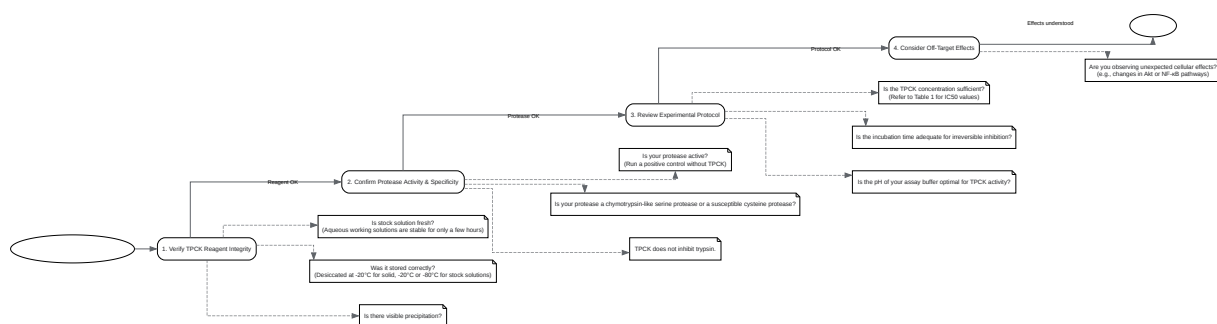 Effects understood
Protocol OK
4. Consider Off-Target Effects
Are you observing unexpected cellular effects?
(e.g., changes in Akt or NF-κB pathways)
Is the TPCK concentration sufficient?
(Refer to Table 1 for IC50 values)
Protease OK
3. Review Experimental Protocol
Is the incubation time adequate for irreversible inhibition?
Is your protease active?
(Run a positive control without TPCK)
Reagent OK
2. Confirm Protease Activity & Specificity
Is the pH of your assay buffer optimal for TPCK activity?
Is your protease a chymotrypsin-like serine protease or a susceptible cysteine protease?
Is stock solution fresh?
(Aqueous working solutions are stable for only a few hours)
1. Verify TPCK Reagent Integrity
TPCK does not inhibit trypsin.
Was it stored correctly?
(Desiccated at -20°C for solid, -20°C or -80°C for stock solutions)
Is there visible precipitation?